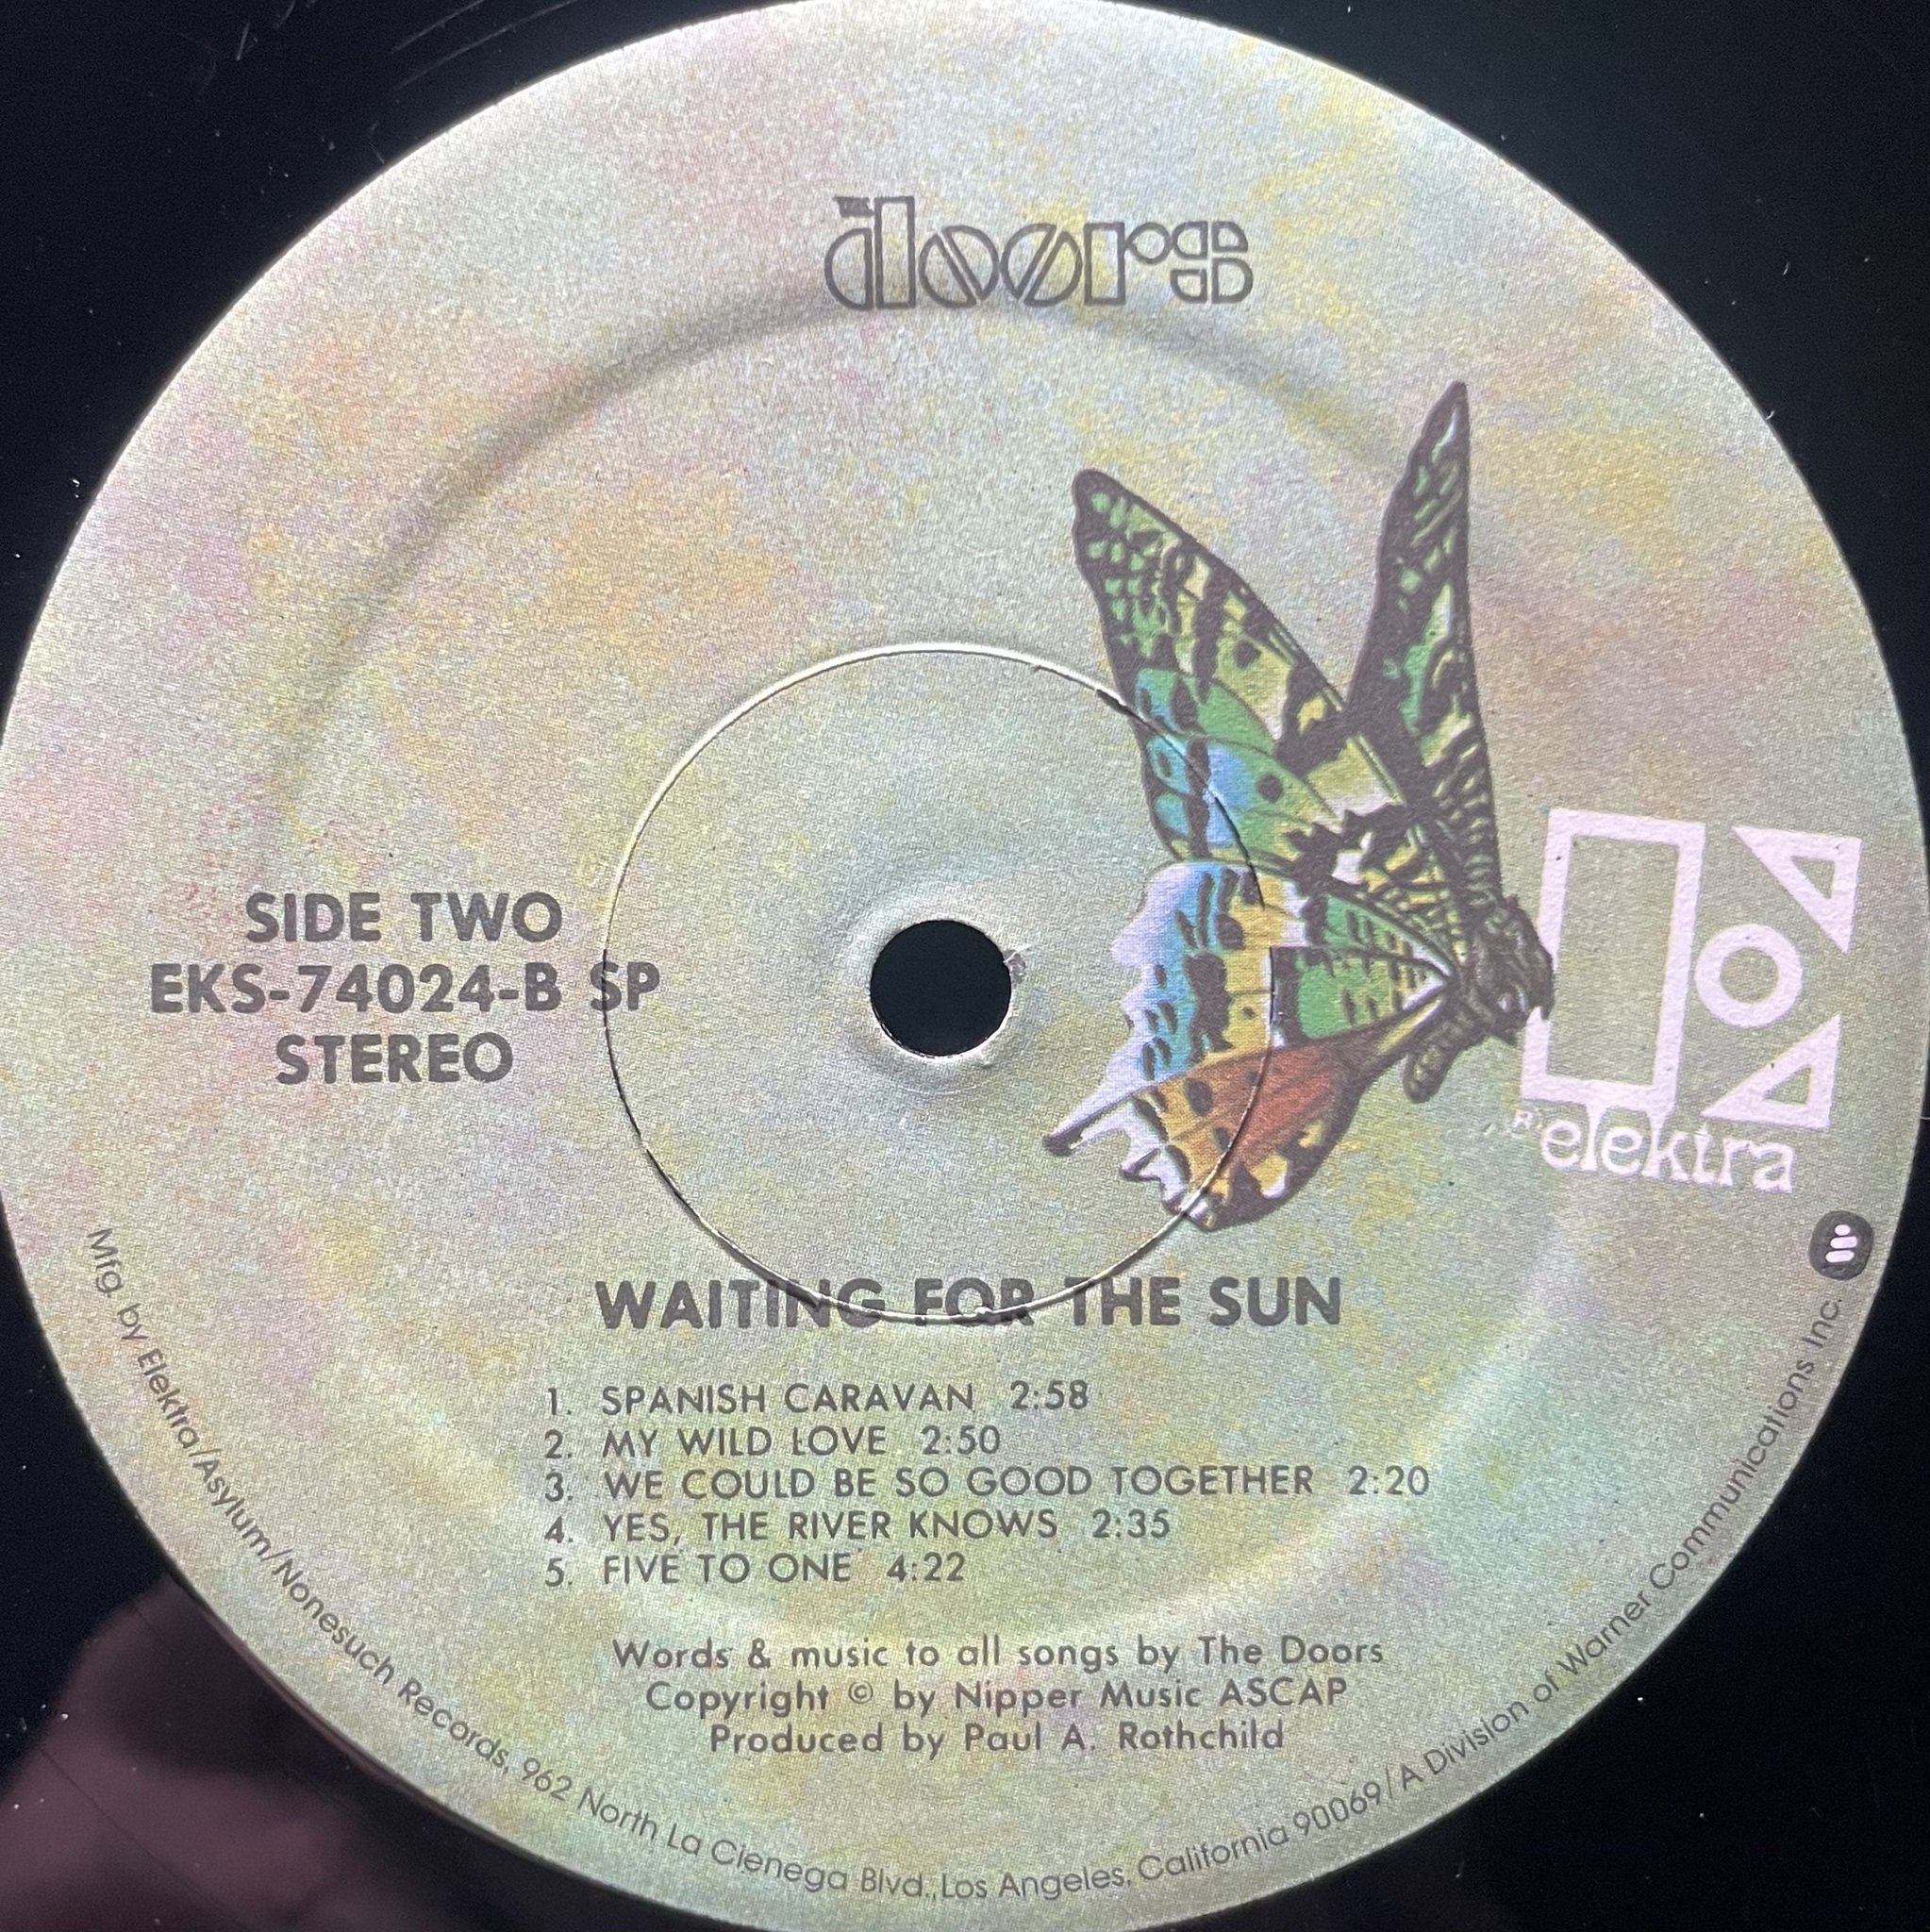 THE doors
SIDE TWO
EKS-74024-B SP
STEREO
elektra
WAITING FOR THE SUN
1. SPANISH CARAVAN 2:58
2. MY WILD LOVE 2:50
3. WE COULD BE SO GOOD TOGETHER 2:20
4. YES, THE RIVER KNOWS 2:35
5. FIVE TO ONE 4:22
Words & music to all songs by The Doors
Copyright © by Nipper Music ASCAP
Produced by Paul A. Rothchild
Mfg. by Elektra/Asylum/Nonesuch Records, 962 North La Cienega Blvd., Los Angeles, California 90069/A Division of Warner Communications Inc.